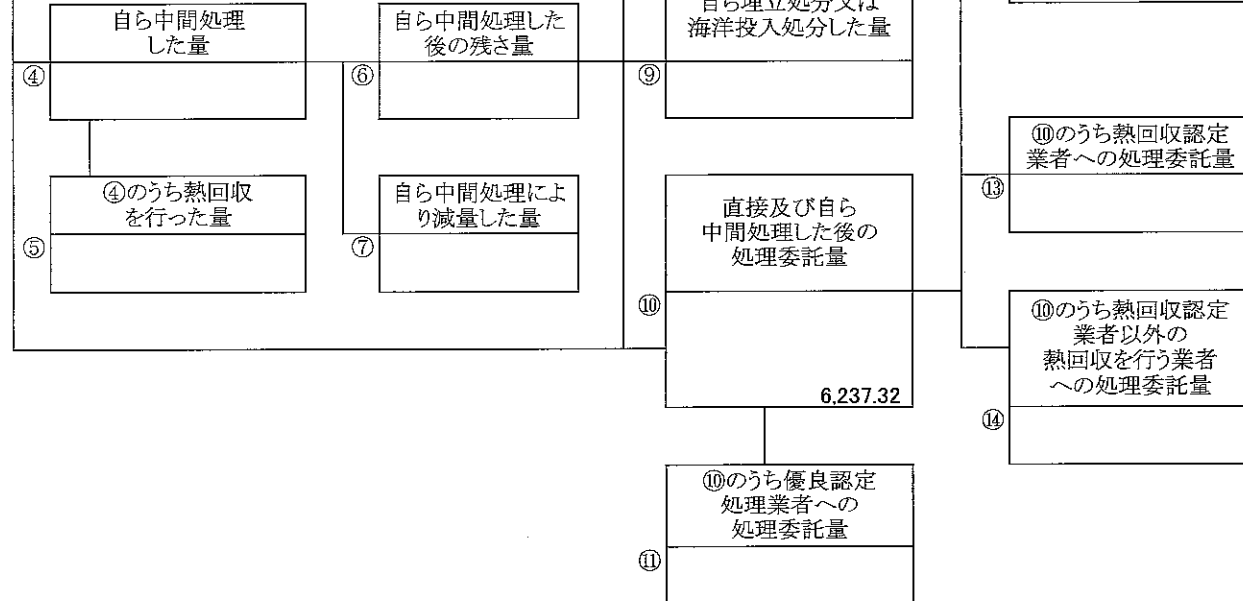 自ら中間処理
した量
④
自ら中間処理した
後の残さ量
⑥
自ら埋立処分又は
海洋投入処分した量
⑨
⑩のうち熱回収認定
業者への処理委託量
⑬
④のうち熱回収
を行った量
⑤
自ら中間処理によ
り減量した量
⑦
直接及び自ら
中間処理した後の
処理委託量
⑩
6,237.32
⑩のうち熱回収認定
業者以外の
熱回収を行う業者
への処理委託量
⑭
⑩のうち優良認定
処理業者への
処理委託量
⑪